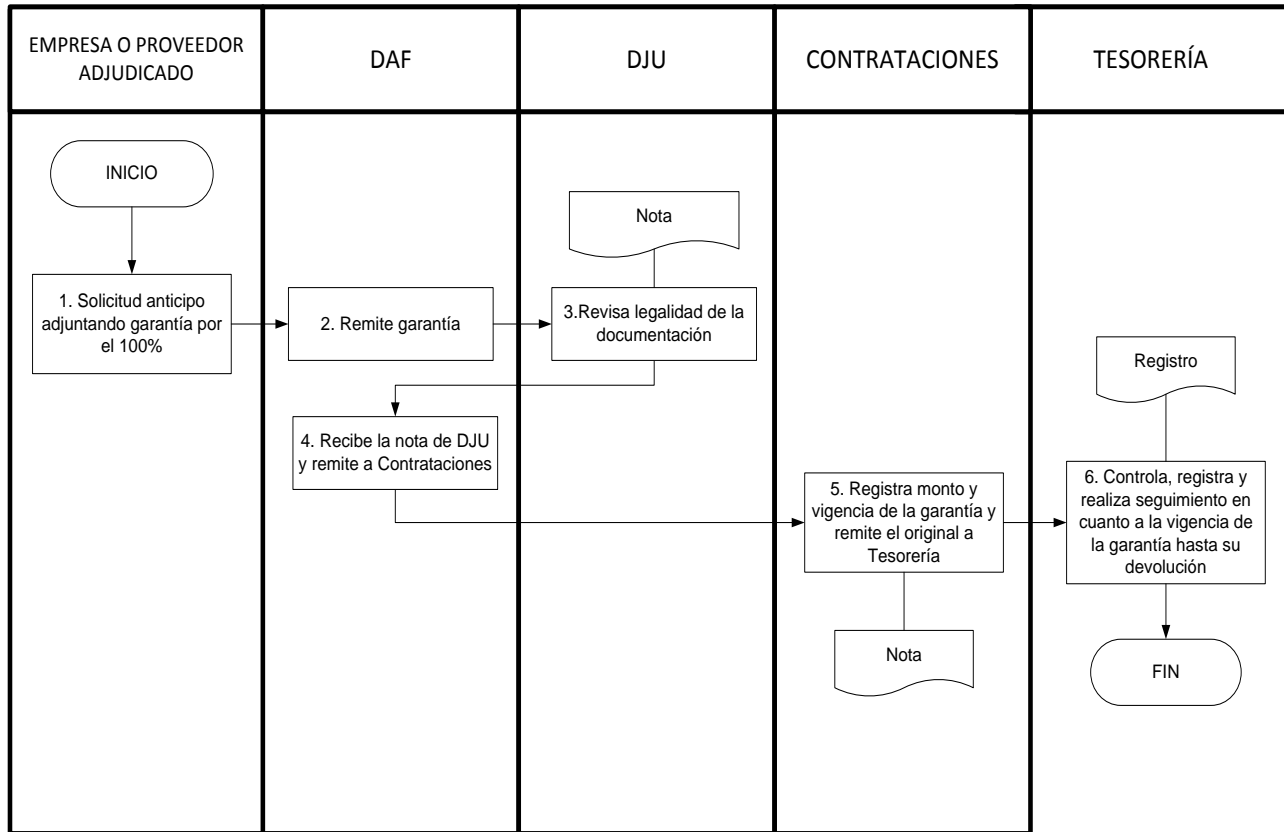 EMPRESA O PROVEEDOR
ADJUDICADO
DAF
DJU
CONTRATACIONES
TESORERÍA
INICIO
1. Solicitud anticipo
adjuntando garantía por
el 100%
2. Remite garantía
Nota
3.Revisa legalidad de la
documentación
4. Recibe la nota de DJU
y remite a Contrataciones
5. Registra monto y
vigencia de la garantía y
remite el original a
Tesorería
Nota
Registro
6. Controla, registra y
realiza seguimiento en
cuanto a la vigencia de
la garantía hasta su
devolución
FIN